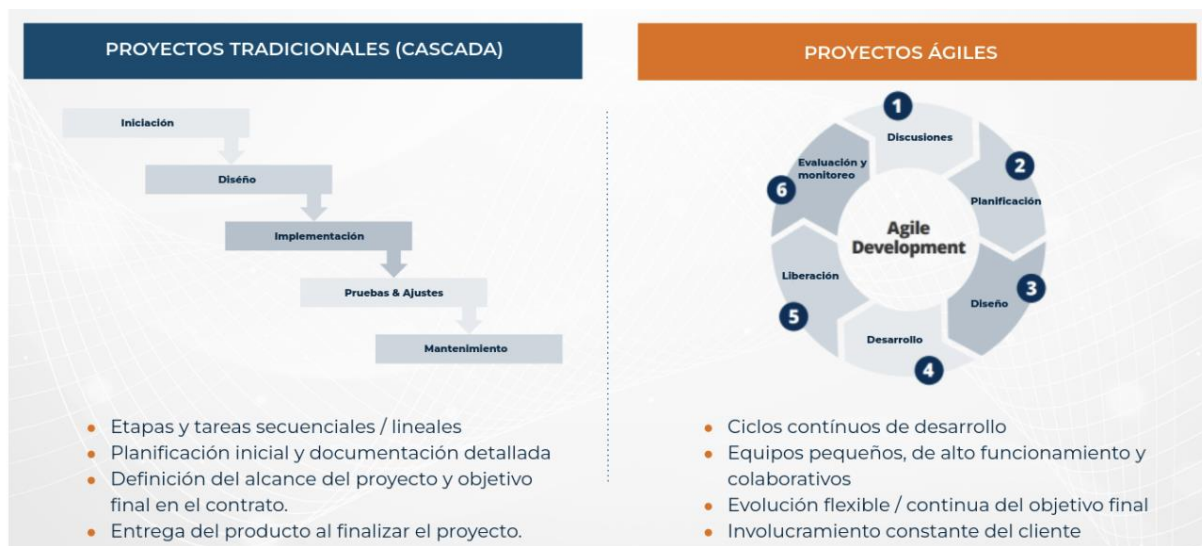 PROYECTOS TRADICIONALES (CASCADA)
Iniciación
Diséño
Implementación
Pruebas & Ajustes
Mantenimiento
Etapas y tareas secuenciales / lineales
Planificación inicial y documentación detallada
Definición del alcance del proyecto y objetivo
final en el contrato.
Entrega del producto al finalizar el proyecto.
PROYECTOS ÁGILES
1
Discusiones
2
Planificación
3
Diseño
4
Desarrollo
5
Liberación
6
Evaluación y
monitoreo
Agile
Development
Ciclos contínuos de desarrollo
Equipos pequeños, de alto funcionamiento y
colaborativos
Evolución flexible / continua del objetivo final
Involucramiento constante del cliente